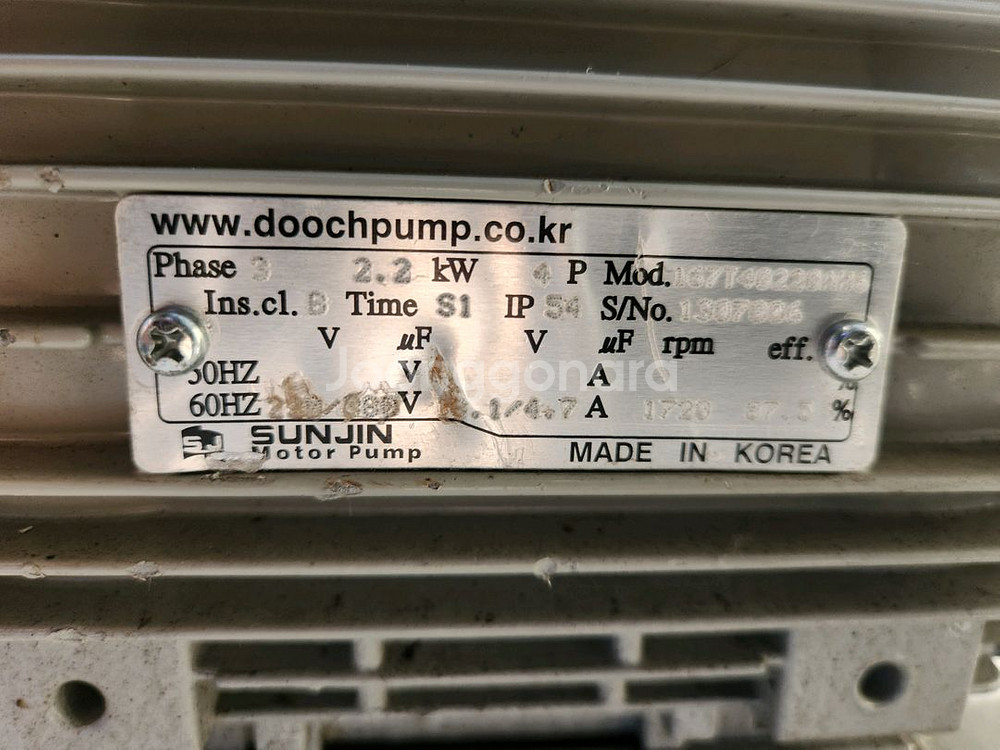 www.doochpump.co.kr
Phase 3 2.2 kW 4 P Mod.
Ins.cl. B Time S1 IP 54 S/No.
V µF V µF rpm eff.
50HZ V A %
60HZ V A %
SJ SUNJIN
Motor Pump MADE IN KOREA